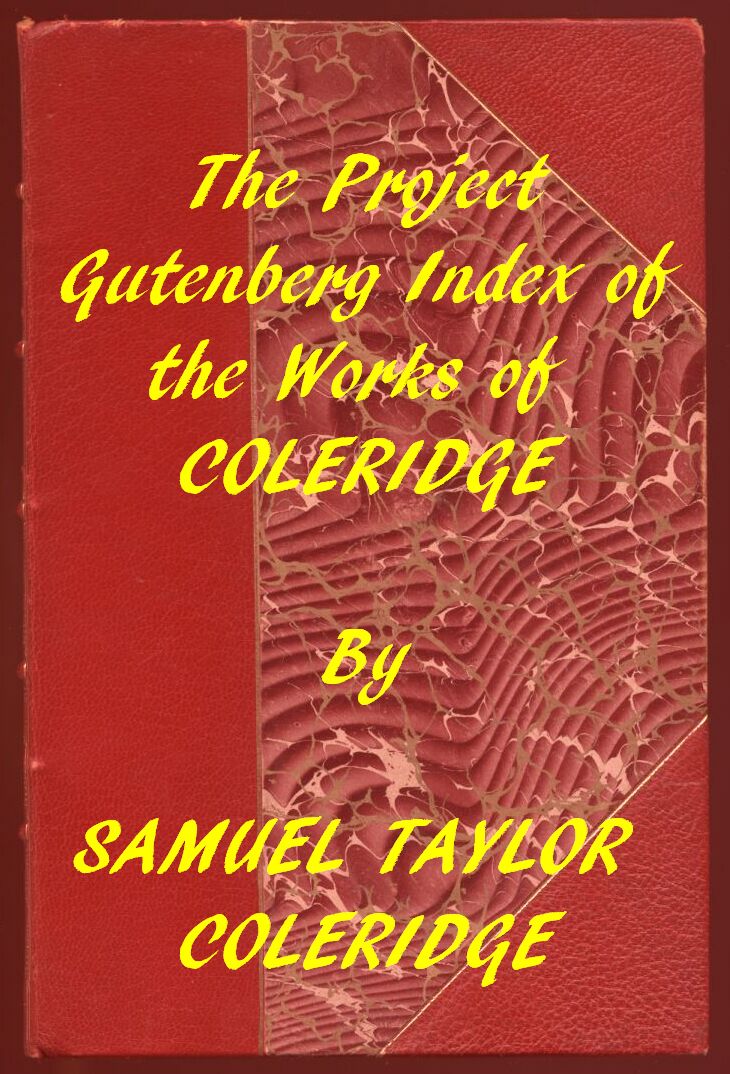 The Project
Gutenberg Index of
the Works of
COLERIDGE
By
SAMUEL TAYLOR
COLERIDGE